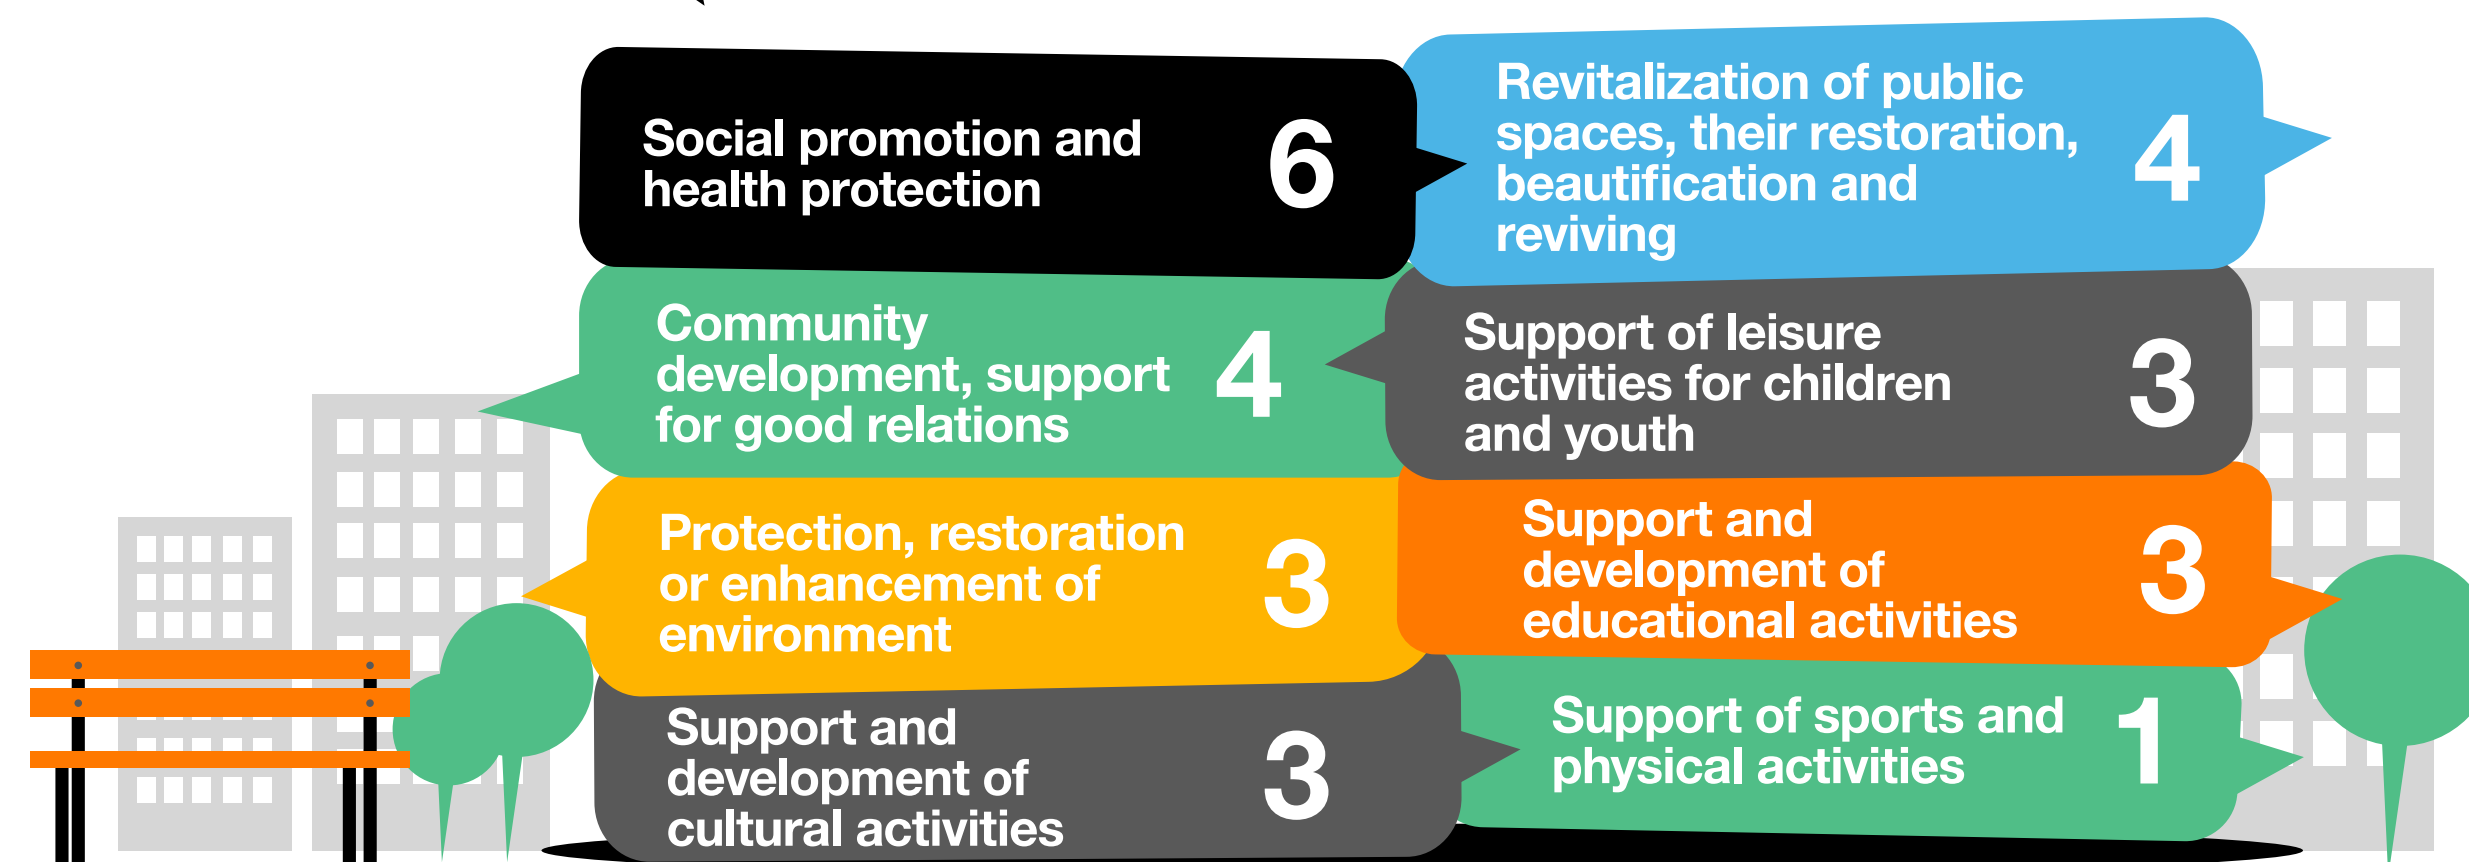 Social promotion and
health protection
6
Revitalization of public
spaces, their restoration,
beautification and
reviving
4
Community
development, support
for good relations
4
Support of leisure
activities for children
and youth
3
Protection, restoration
or enhancement of
environment
3
Support and
development of
educational activities
3
Support and
development of
cultural activities
3
Support of sports and
physical activities
1